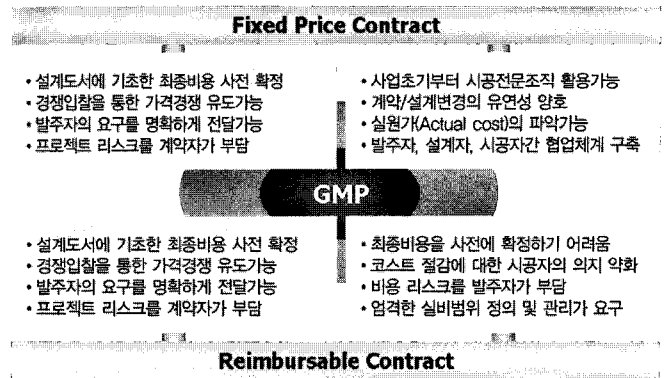 Fixed Price Contract
• 설계도서에 기초한 최종비용 사전 확정
• 경쟁입찰을 통한 가격경쟁 유도가능
• 발주자의 요구를 명확하게 전달가능
• 프로젝트 리스크를 계약자가 부담
• 사업초기부터 시공전문조직 활용가능
• 계약/설계변경의 유연성 양호
• 실원가(Actual cost)의 파악가능
• 발주자, 설계자, 시공자간 협업체계 구축
GMP
• 설계도서에 기초한 최종비용 사전 확정
• 경쟁입찰을 통한 가격경쟁 유도가능
• 발주자의 요구를 명확하게 전달가능
• 프로젝트 리스크를 계약자가 부담
• 최종비용을 사전에 확정하기 어려움
• 코스트 절감에 대한 시공자의 의지 약화
• 비용 리스크를 발주자가 부담
• 엄격한 실비범위 정의 및 관리가 요구
Reimbursable Contract